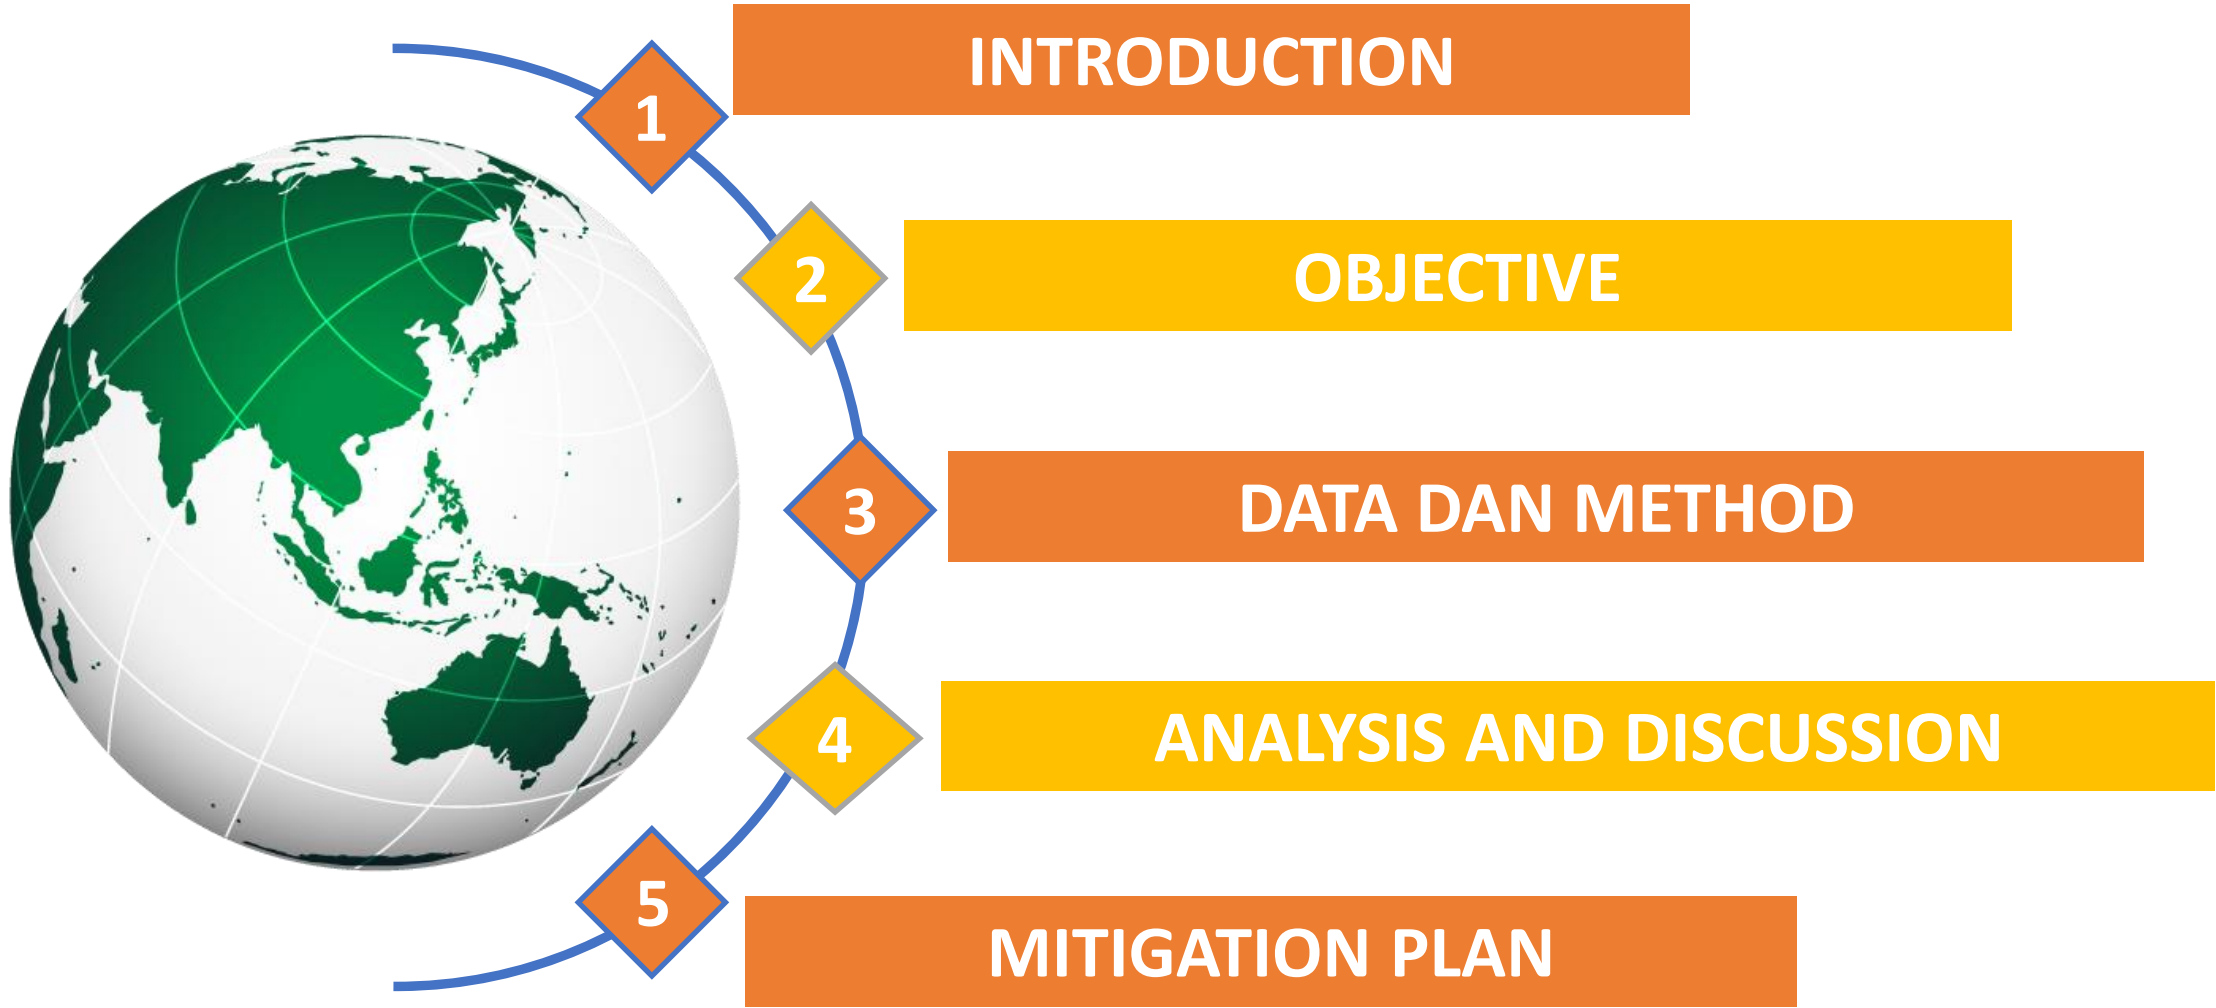 1
INTRODUCTION
2
OBJECTIVE
3
DATA DAN METHOD
4
ANALYSIS AND DISCUSSION
5
MITIGATION PLAN